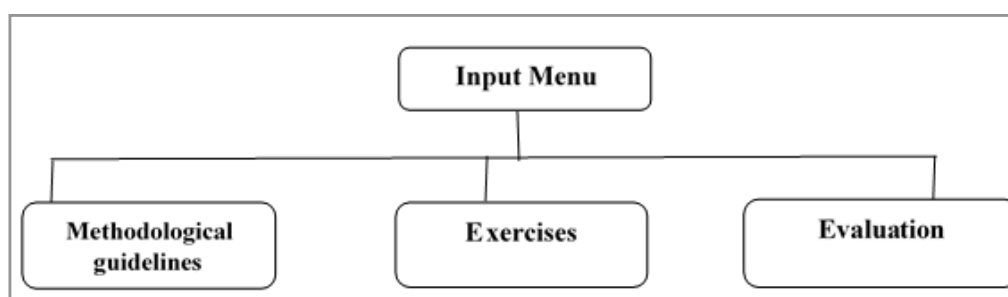 Input Menu
Methodological
guidelines
Exercises
Evaluation